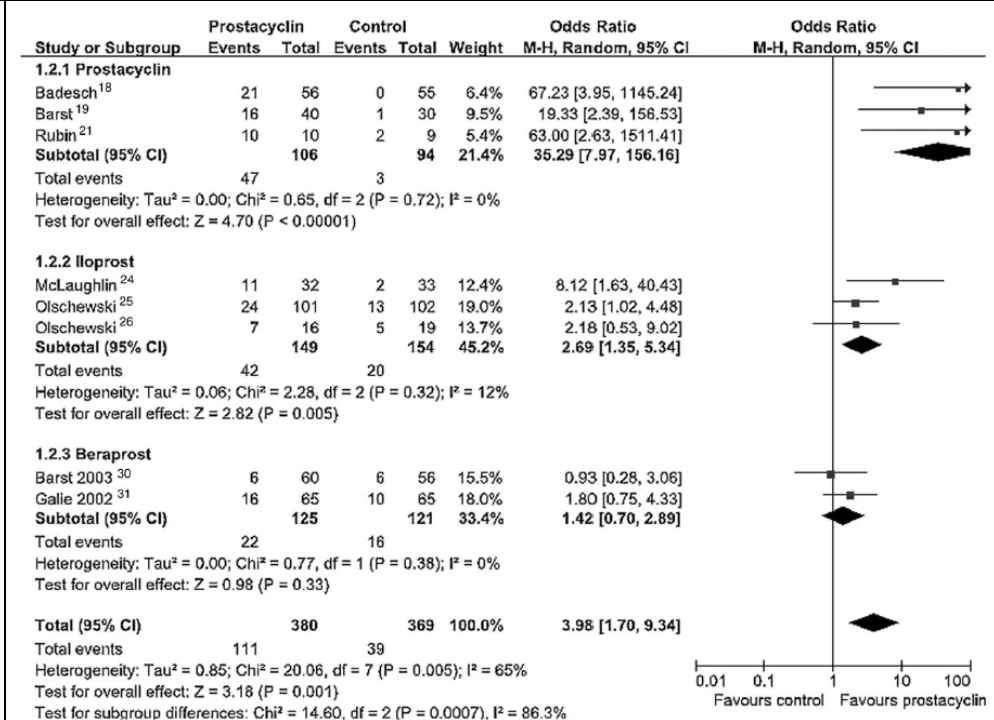 Prostacyclin Control Odds Ratio Odds Ratio
Study or Subgroup Events Total Events Total Weight M-H, Random, 95% CI M-H, Random, 95% CI
1.2.1 Prostacyclin
Badesch 18 21 56 0 55 6.4% 67.23 [3.95, 1145.24]
Barst 19 16 40 1 30 9.5% 19.33 [2.39, 156.53]
Rubin 21 10 10 2 9 5.4% 63.00 [2.63, 1511.41]
Subtotal (95% CI) 106 94 21.4% 35.29 [7.97, 156.16]
Total events 47 3
Heterogeneity: Tau² = 0.00; Chi² = 0.65, df = 2 (P = 0.72); I² = 0%
Test for overall effect: Z = 4.70 (P < 0.00001)
1.2.2 Iloprost
McLaughlin 24 11 32 2 33 12.4% 8.12 [1.63, 40.43]
Olschewski 25 24 101 13 102 19.0% 2.13 [1.02, 4.48]
Olschewski 26 7 16 5 19 13.7% 2.18 [0.53, 9.02]
Subtotal (95% CI) 149 154 45.2% 2.69 [1.35, 5.34]
Total events 42 20
Heterogeneity: Tau² = 0.06; Chi² = 2.28, df = 2 (P = 0.32); I² = 12%
Test for overall effect: Z = 2.82 (P = 0.005)
1.2.3 Beraprost
Barst 2003 30 6 60 6 56 15.5% 0.93 [0.28, 3.06]
Galie 2002 31 16 65 10 65 18.0% 1.80 [0.75, 4.33]
Subtotal (95% CI) 125 121 33.4% 1.42 [0.70, 2.89]
Total events 22 16
Heterogeneity: Tau² = 0.00; Chi² = 0.77, df = 1 (P = 0.38); I² = 0%
Test for overall effect: Z = 0.98 (P = 0.33)
Total (95% CI) 380 369 100.0% 3.98 [1.70, 9.34]
Total events 111 39
Heterogeneity: Tau² = 0.85; Chi² = 20.06, df = 7 (P = 0.005); I² = 65%
Test for overall effect: Z = 3.18 (P = 0.001)
Test for subgroup differences: Chi² = 14.60, df = 2 (P = 0.0007), I² = 86.3%
0.01 0.1 1 10 100
Favours control Favours prostacyclin